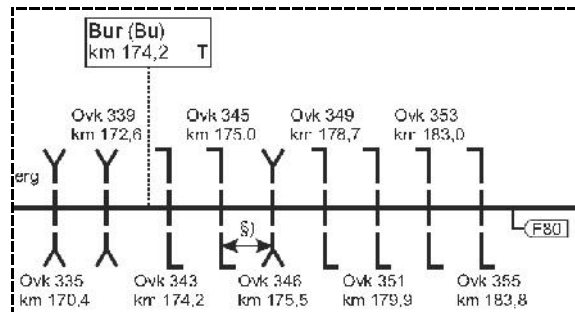 Bur (Bu)
km 174,2 T
Ovk 339
km 172,6
Ovk 345
km 175.0
Ovk 349
km 178,7
Ovk 353
km 183,0
erg
§)
F80
Ovk 335
km 170,4
Ovk 343
km 174,2
Ovk 346
km 175,5
Ovk 351
km 179,9
Ovk 355
km 183,8